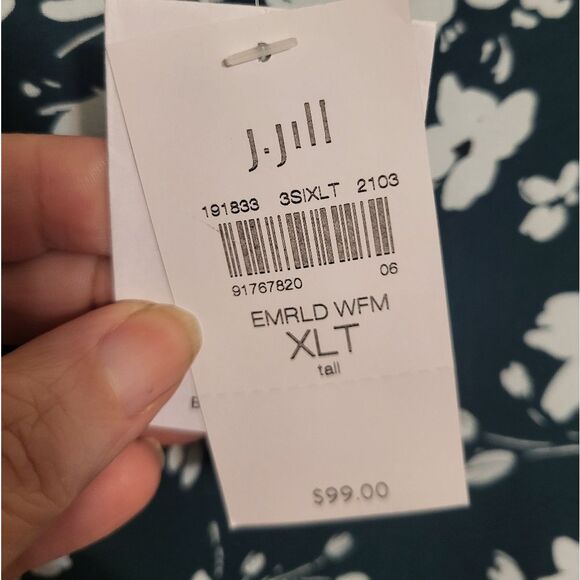 J.Jill
191833 3SIXLT 2103
91767820 06
EMRLD WFM
XLT
tall
$99.00